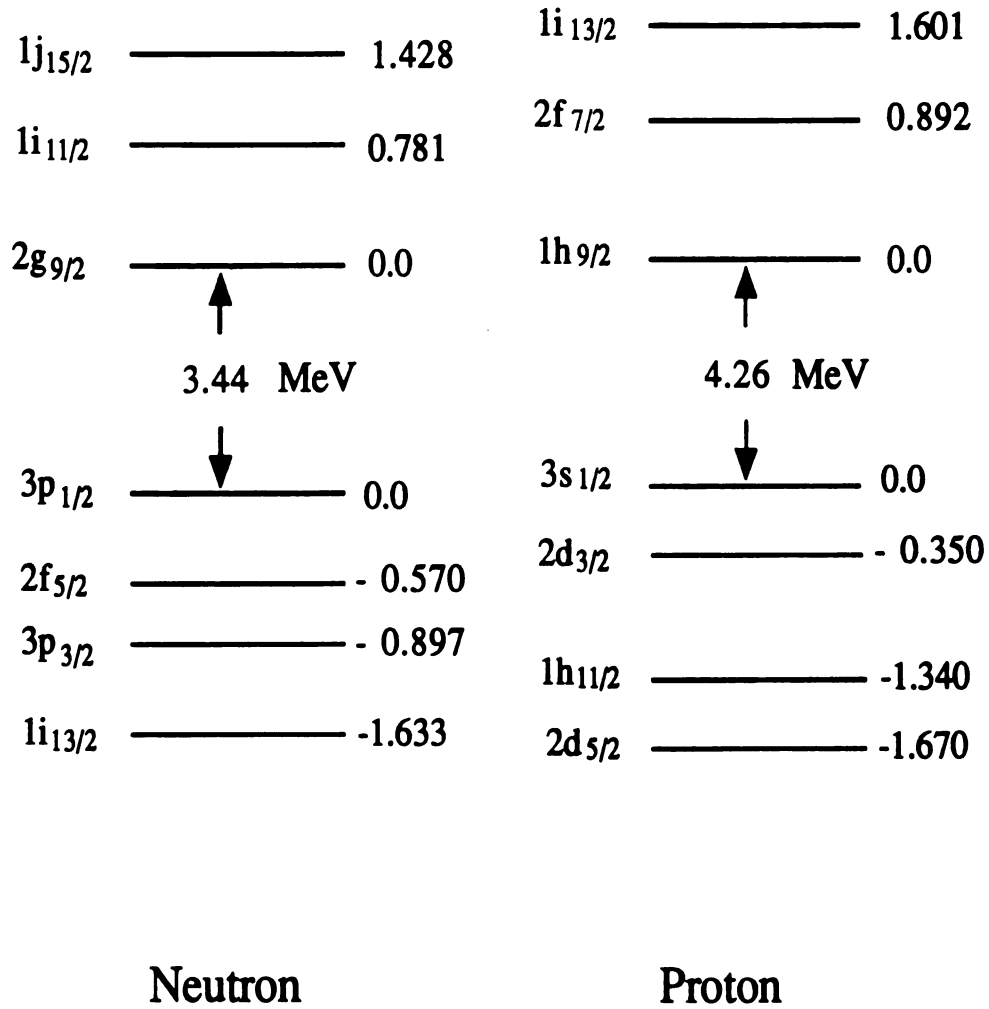 1j15/2 1.428
1i11/2 0.781
2g9/2 0.0
3.44 MeV
3p1/2 0.0
2f5/2 - 0.570
3p3/2 - 0.897
1i13/2 -1.633
Neutron
1i13/2 1.601
2f7/2 0.892
1h9/2 0.0
4.26 MeV
3s1/2 0.0
2d3/2 - 0.350
1h11/2 -1.340
2d5/2 -1.670
Proton